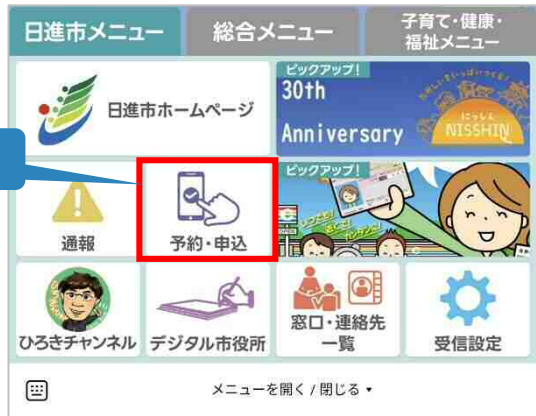 日進市メニュー
総合メニュー
子育て・健康・
福祉メニュー
日進市ホームページ
ピックアップ!
30th
Anniversary
NISSHIN
通報
予約・申込
ピックアップ!
ひろきチャンネル
デジタル市役所
窓口・連絡先
一覧
受信設定
メニューを開く / 閉じる ▾